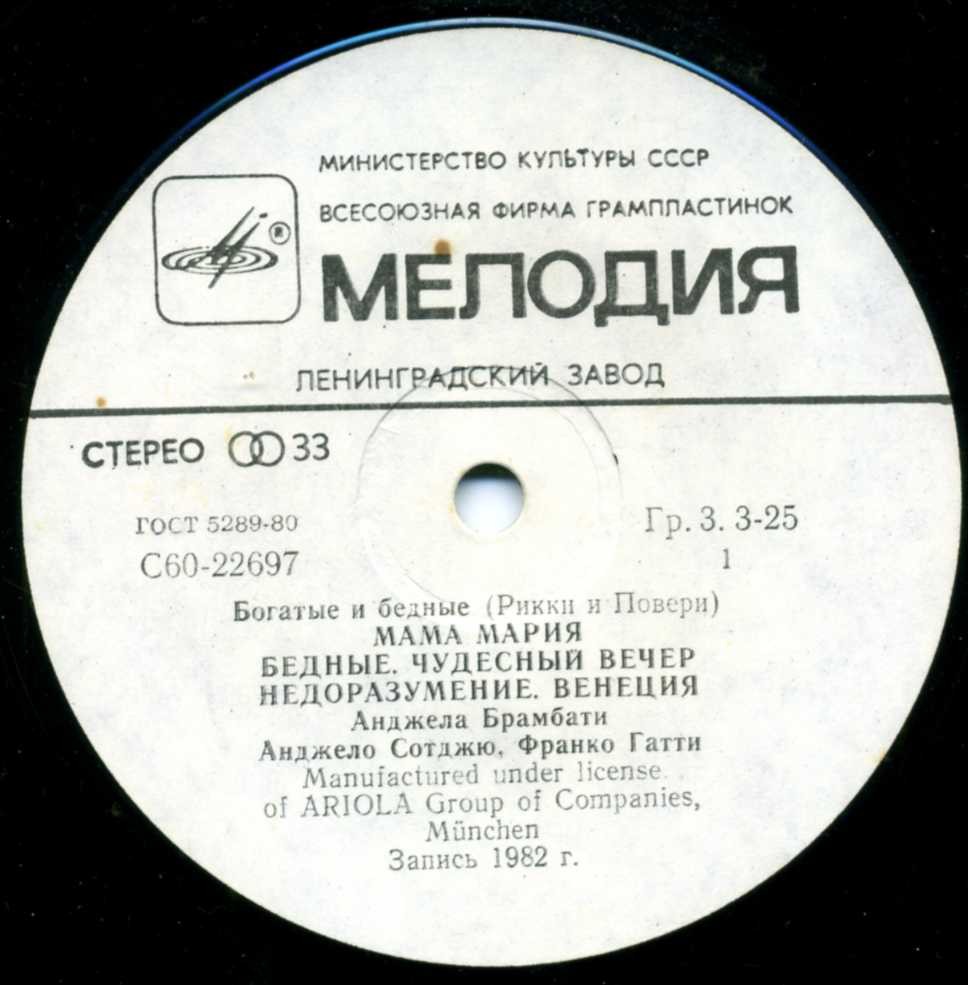 МИНИСТЕРСТВО КУЛЬТУРЫ СССР
ВСЕСОЮЗНАЯ ФИРМА ГРАМПЛАСТИНОК
®
МЕЛОДИЯ
ЛЕНИНГРАДСКИЙ ЗАВОД
СТЕРЕО 33
ГОСТ 5289-80
Гр. 3. 3-25
С60-22697
1
Богатые и бедные (Рикки и Повери)
МАМА МАРИЯ
БЕДНЫЕ. ЧУДЕСНЫЙ ВЕЧЕР
НЕДОРАЗУМЕНИЕ. ВЕНЕЦИЯ
Анджела Брамбати
Анджело Сотджю, Франко Гатти
Manufactured under license
of ARIOLA Group of Companies,
München
Запись 1982 г.